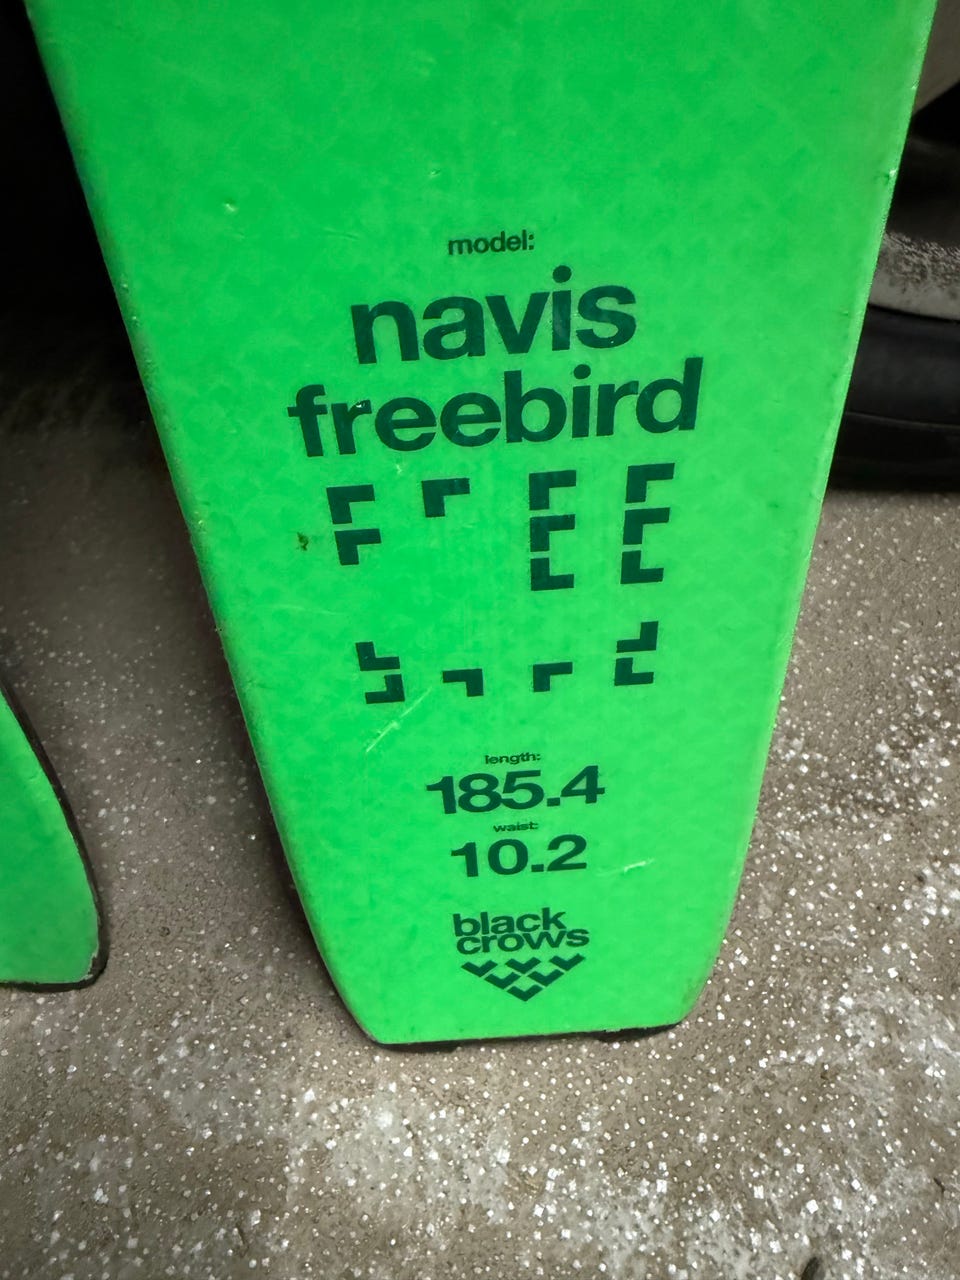 model:
navis
freebird
length:
185.4
waist:
10.2
black
crows